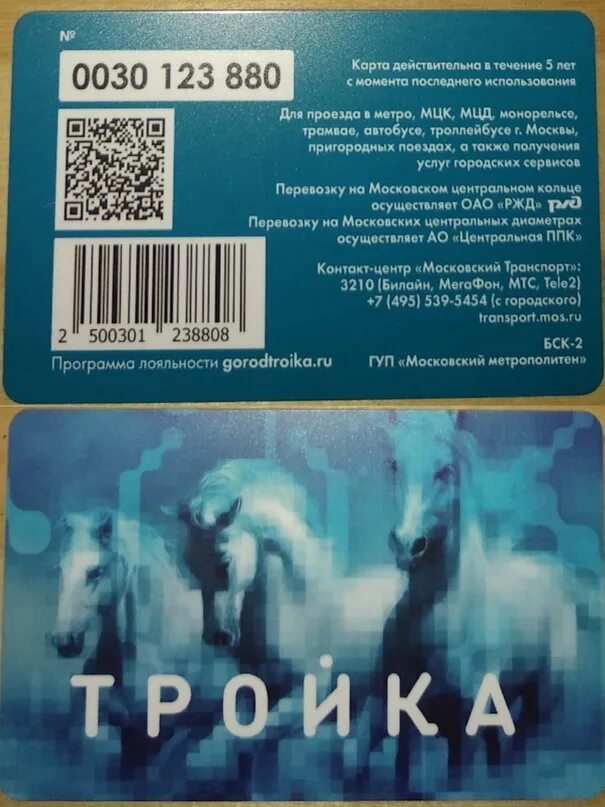 №
0030 123 880
Карта действительна в течение 5 лет
с момента последнего использования
Для проезда в метро, МЦК, МЦД, монорельсе,
трамвае, автобусе, троллейбусе г. Москвы,
пригородных поездах, а также получения
услуг городских сервисов
Перевозку на Московском центральном кольце
осуществляет ОАО «РЖД» РЖД
Перевозку на Московских центральных диаметрах
осуществляет АО «Центральная ППК»
Контакт-центр «Московский Транспорт»:
3210 (Билайн, МегаФон, МТС, Tele2)
+7 (495) 539-5454 (с городского)
transport.mos.ru
2 500301 238808
БСК-2
Программа лояльности gorodtroika.ru
ГУП «Московский метрополитен»
ТРОЙКА